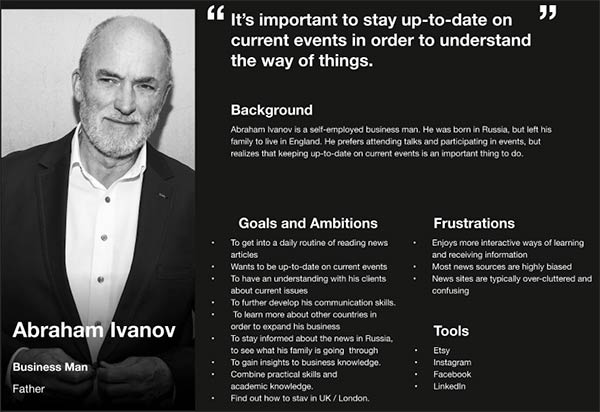 “ It’s important to stay up-to-date on ”
current events in order to understand
the way of things.
Background
Abraham Ivanov is a self-employed business man. He was born in Russia, but left his
family to live in England. He prefers attending talks and participating in events, but
realizes that keeping up-to-date on current events is an important thing to do.
Goals and Ambitions
• To get into a daily routine of reading news
articles
• Wants to be up-to-date on current events
• To have an understanding with his clients
about current issues
• To further develop his communication skills.
• To learn more about other countries in
order to expand his business
• To stay informed about the news in Russia,
to see what his family is going through
• To gain insights to business knowledge.
• Combine practical skills and
academic knowledge.
• Find out how to stay in UK / London.
Frustrations
• Enjoys more interactive ways of learning
and receiving information
• Most news sources are highly biased
• News sites are typically over-cluttered and
confusing
Tools
• Etsy
• Instagram
• Facebook
• LinkedIn
Abraham Ivanov
Business Man
Father